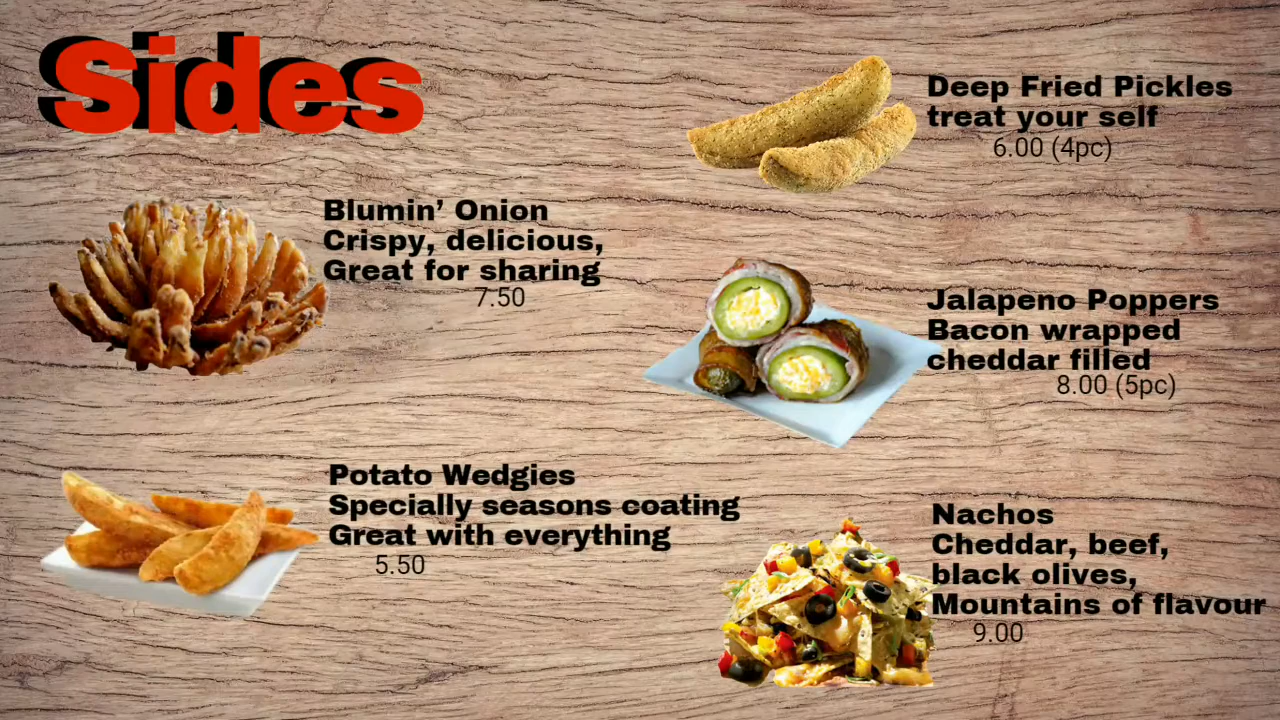 Sides
Blumin’ Onion
Crispy, delicious,
Great for sharing
7.50
Potato Wedgies
Specially seasons coating
Great with everything
5.50
Deep Fried Pickles
treat your self
6.00 (4pc)
Jalapeno Poppers
Bacon wrapped
cheddar filled
8.00 (5pc)
Nachos
Cheddar, beef,
black olives,
Mountains of flavour
9.00